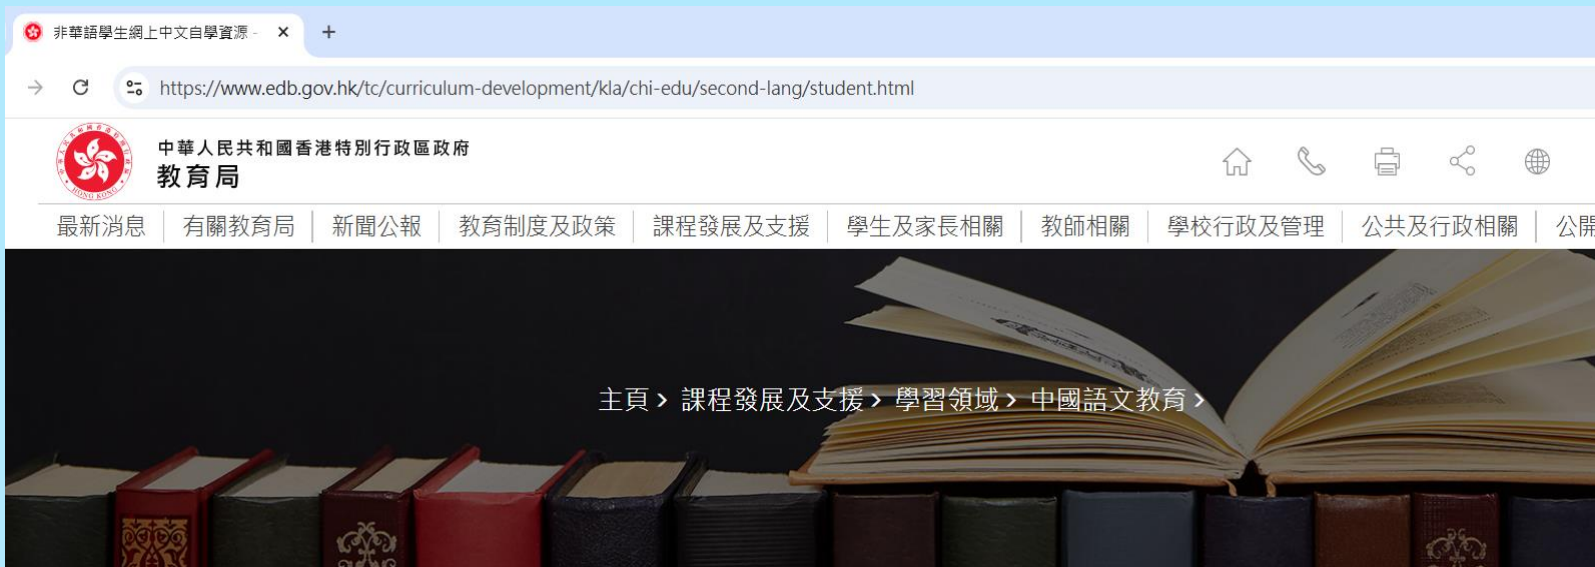 非華語學生網上中文自學資源 -
https://www.edb.gov.hk/tc/curriculum-development/kla/chi-edu/second-lang/student.html
中華人民共和國香港特別行政區政府
教育局
HONG KONG
最新消息 有關教育局 新聞公報 教育制度及政策 課程發展及支援 學生及家長相關 教師相關 學校行政及管理 公共及行政相關 公開
主頁 > 課程發展及支援 > 學習領域 > 中國語文教育 >